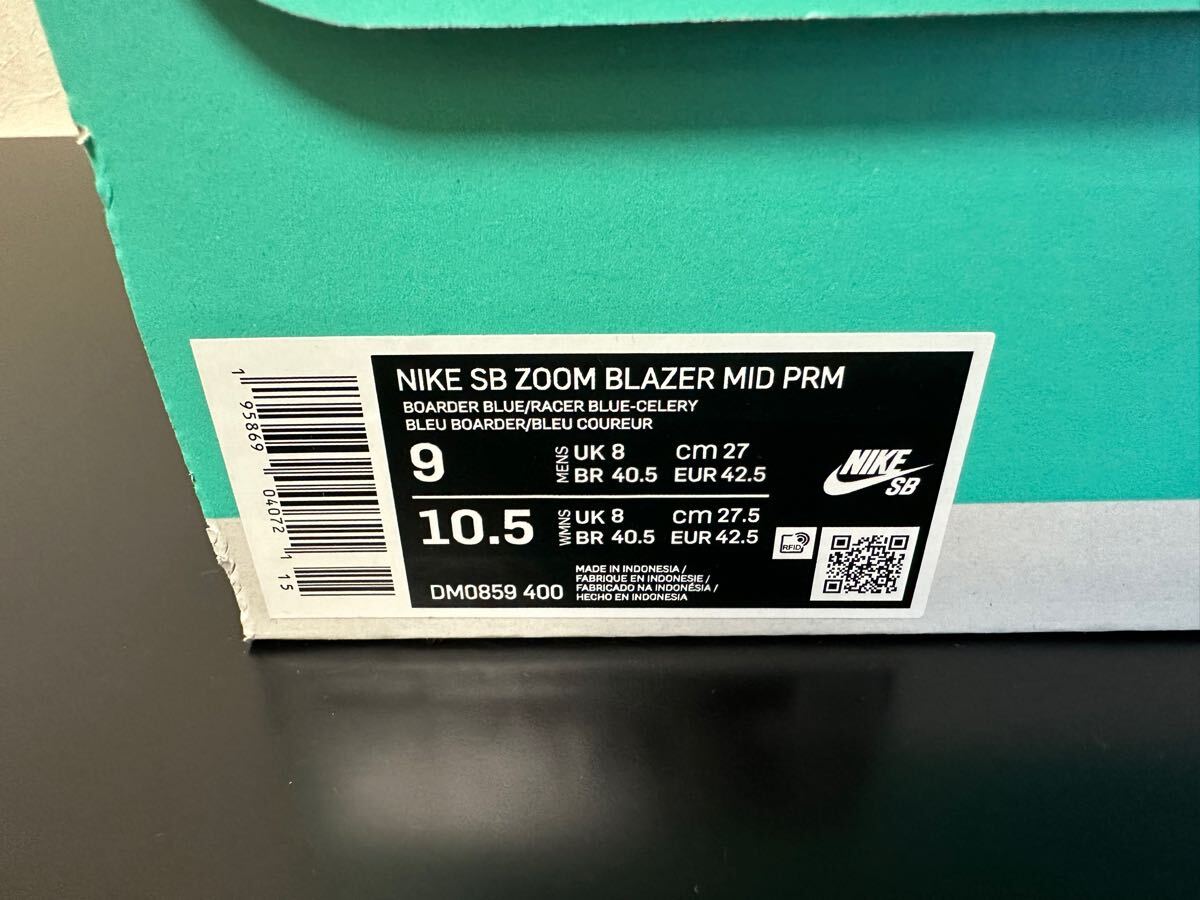 NIKE SB ZOOM BLAZER MID PRM
BOARDER BLUE/RACER BLUE-CELERY
BLEU BOARDER/BLEU COUREUR
9 MENS UK 8 cm 27
BR 40.5 EUR 42.5
10.5 WMNS UK 8 cm 27.5
BR 40.5 EUR 42.5
DM0859 400
MADE IN INDONESIA /
FABRIQUE EN INDONESIE /
FABRICADO NA INDONÉSIA /
HECHO EN INDONESIA
NIKE
SB
RFID
1 95869 04072 1 15